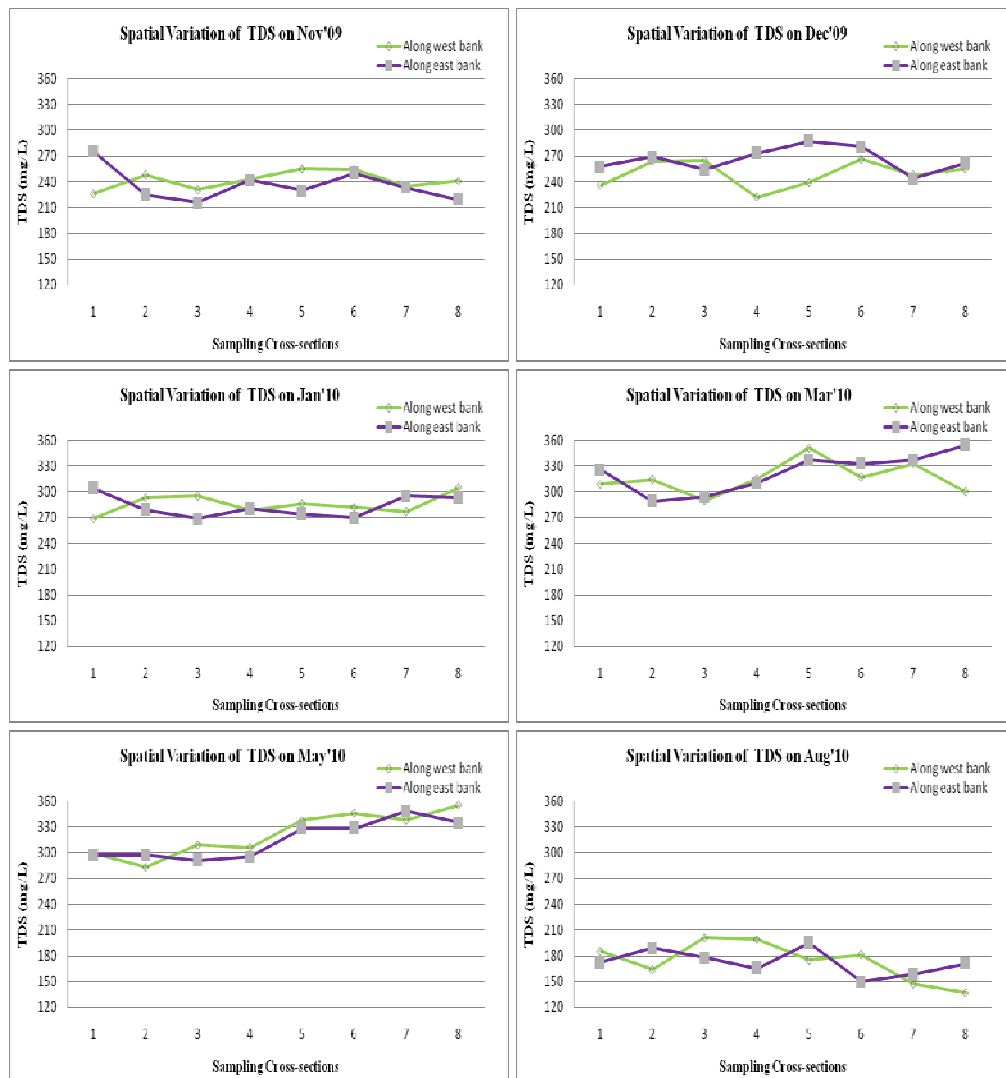 Spatial Variation of TDS on Nov'09
Along west bank
Along east bank
TDS (mg/L)
360
330
300
270
240
210
180
150
120
1 2 3 4 5 6 7 8
Sampling Cross-sections
Spatial Variation of TDS on Dec'09
Along west bank
Along east bank
TDS (mg/L)
360
330
300
270
240
210
180
150
120
1 2 3 4 5 6 7 8
Sampling Cross-sections
Spatial Variation of TDS on Jan'10
Along west bank
Along east bank
TDS (mg/L)
360
330
300
270
240
210
180
150
120
1 2 3 4 5 6 7 8
Sampling Cross-sections
Spatial Variation of TDS on Mar'10
Along west bank
Along east bank
TDS (mg/L)
360
330
300
270
240
210
180
150
120
1 2 3 4 5 6 7 8
Sampling Cross-sections
Spatial Variation of TDS on May'10
Along west bank
Along east bank
TDS (mg/L)
360
330
300
270
240
210
180
150
120
1 2 3 4 5 6 7 8
Sampling Cross-sections
Spatial Variation of TDS on Aug'10
Along west bank
Along east bank
TDS (mg/L)
360
330
300
270
240
210
180
150
120
1 2 3 4 5 6 7 8
Sampling Cross-sections